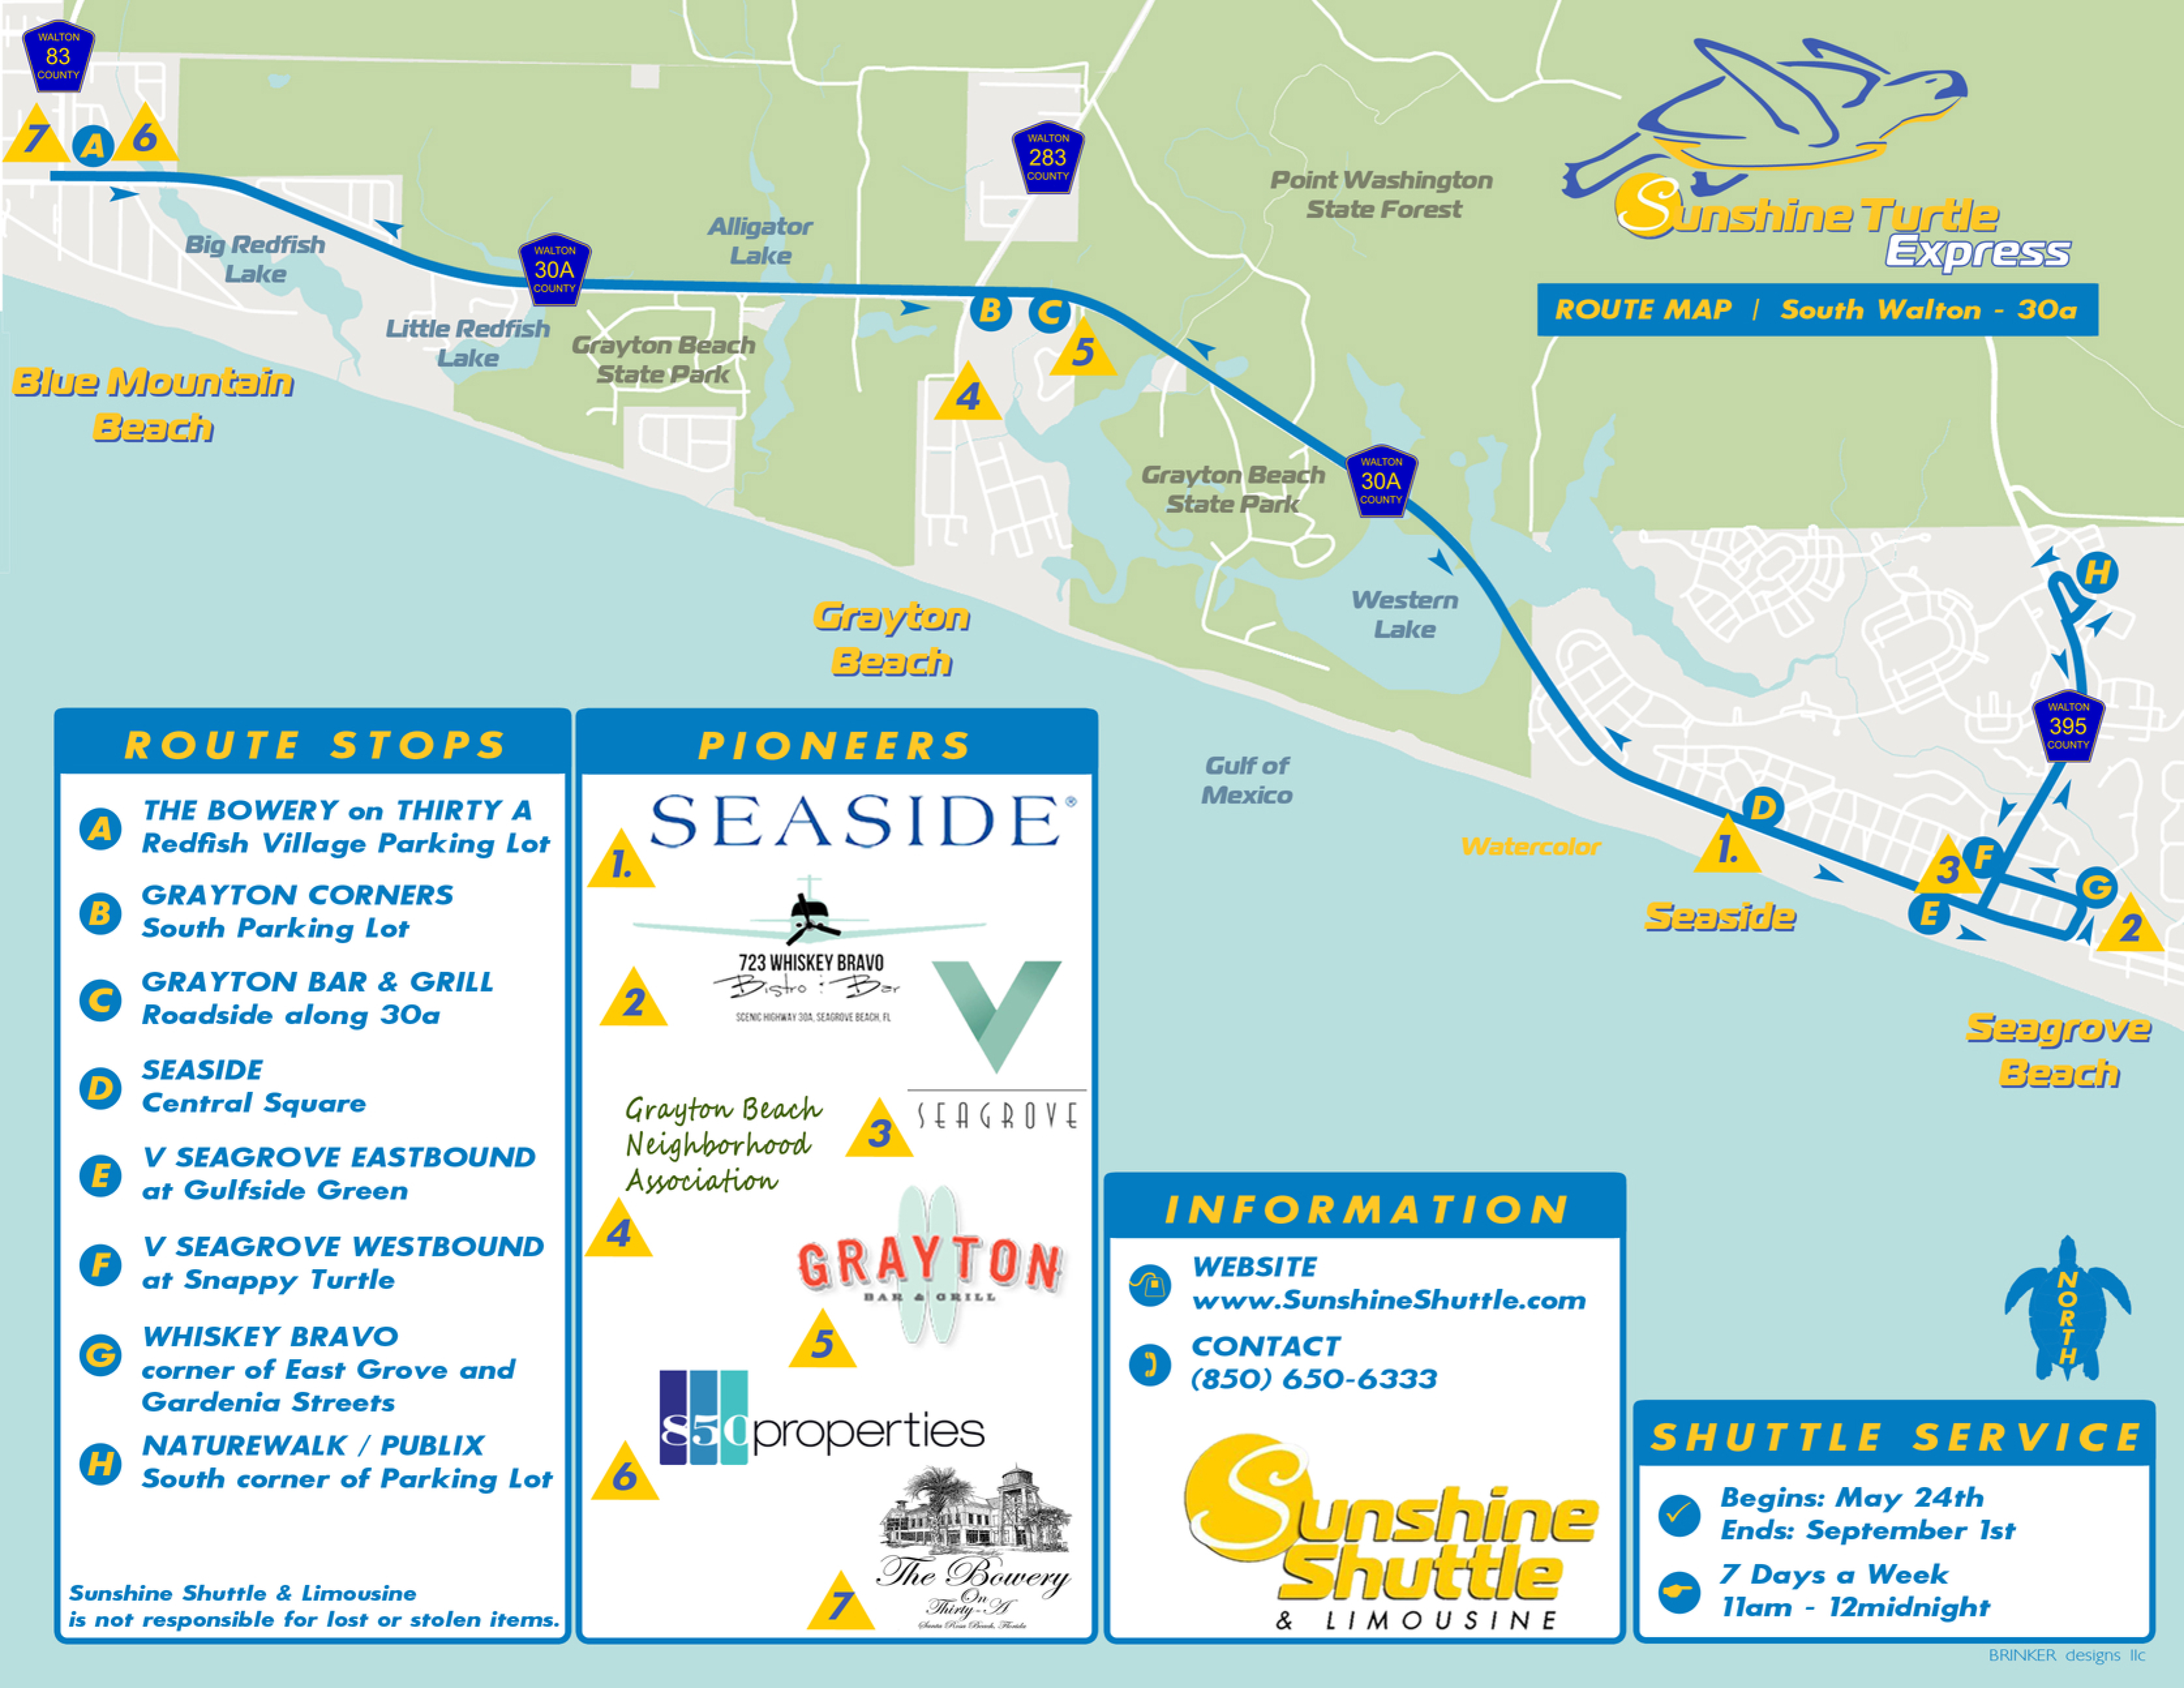 WALTON
83
COUNTY
7
A
6
WALTON
283
COUNTY
Point Washington
State Forest
Sunshine Turtle
Express
ROUTE MAP | South Walton - 30a
Big Redfish
Lake
Alligator
Lake
WALTON
30A
COUNTY
B
C
Little Redfish
Lake
Grayton Beach
State Park
5
4
Blue Mountain
Beach
Grayton Beach
State Park
WALTON
30A
COUNTY
H
Western
Lake
Grayton
Beach
WALTON
395
COUNTY
Gulf of
Mexico
D
Watercolor
1.
3
F
G
E
2
Seaside
Seagrove
Beach
ROUTE STOPS
A
THE BOWERY on THIRTY A
Redfish Village Parking Lot
B
GRAYTON CORNERS
South Parking Lot
C
GRAYTON BAR & GRILL
Roadside along 30a
D
SEASIDE
Central Square
E
V SEAGROVE EASTBOUND
at Gulfside Green
F
V SEAGROVE WESTBOUND
at Snappy Turtle
G
WHISKEY BRAVO
corner of East Grove and
Gardenia Streets
H
NATUREWALK / PUBLIX
South corner of Parking Lot
Sunshine Shuttle & Limousine
is not responsible for lost or stolen items.
PIONEERS
SEASIDE®
1.
723 WHISKEY BRAVO
Bistro : Bar
SCENIC HIGHWAY 30A, SEAGROVE BEACH, FL
2
V
SEAGROVE
3
Grayton Beach
Neighborhood
Association
4
GRAYTON
BAR & GRILL
5
850 properties
6
The Bowery
On
Thirty-A
Santa Rosa Beach, Florida
7
INFORMATION
WEBSITE
www.SunshineShuttle.com
CONTACT
(850) 650-6333
Sunshine
Shuttle
& LIMOUSINE
NORTH
SHUTTLE SERVICE
Begins: May 24th
Ends: September 1st
7 Days a Week
11am - 12midnight
BRINKER designs llc